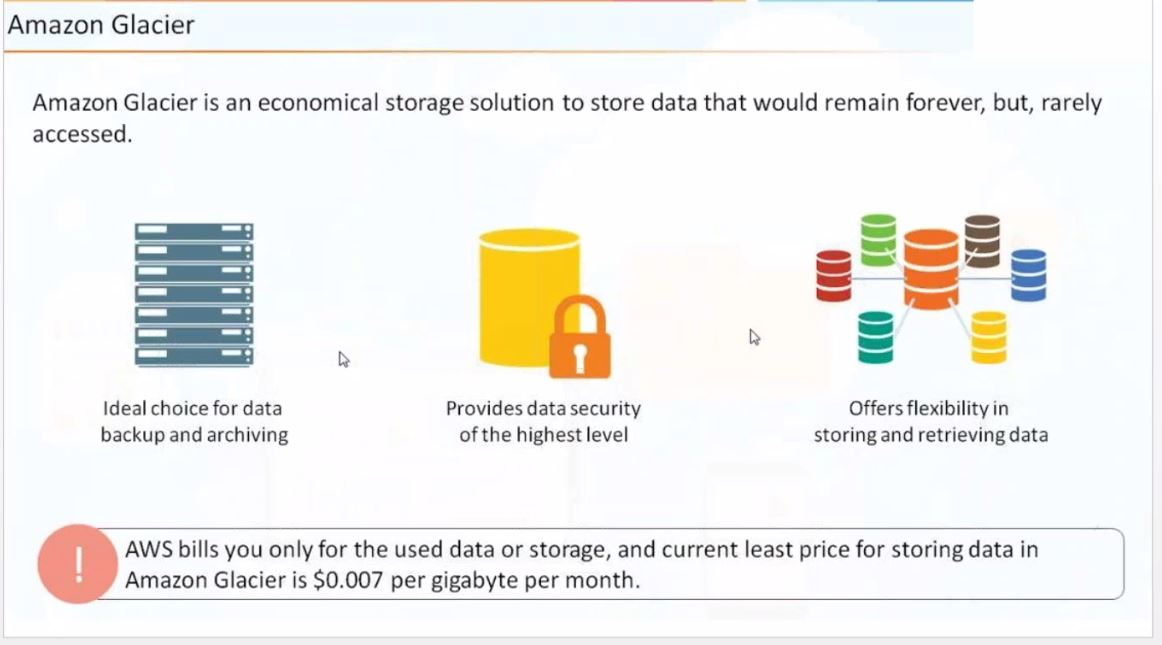 Amazon Glacier
Amazon Glacier is an economical storage solution to store data that would remain forever, but, rarely
accessed.
Ideal choice for data
backup and archiving
Provides data security
of the highest level
Offers flexibility in
storing and retrieving data
!
AWS bills you only for the used data or storage, and current least price for storing data in
Amazon Glacier is $0.007 per gigabyte per month.